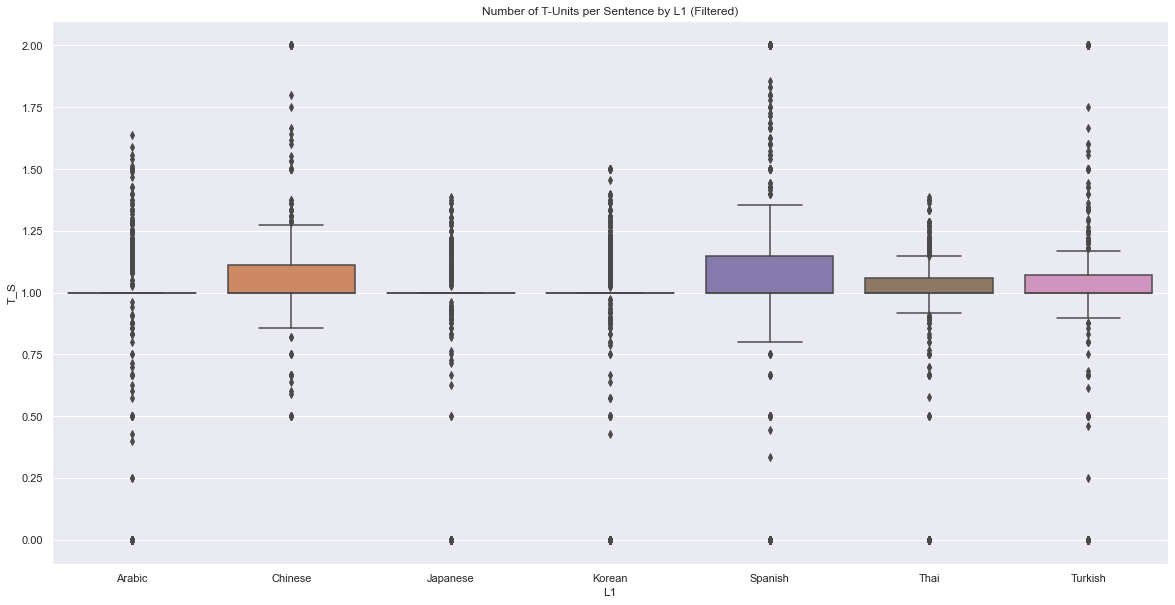 Number of T-Units per Sentence by L1 (Filtered)
2.00
1.75
1.50
1.25
1.00
0.75
0.50
0.25
0.00
T_S
Arabic Chinese Japanese Korean Spanish Thai Turkish
L1